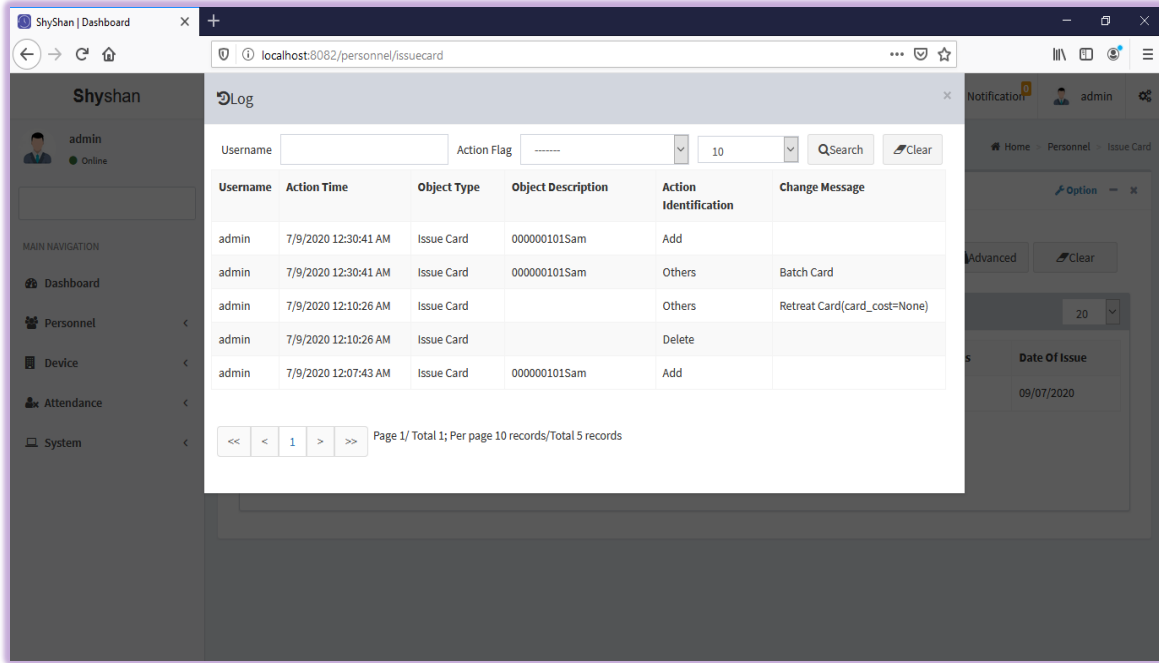 ShyShan | Dashboard
localhost:8082/personnel/issuecard
Shyshan
Log
Notification 0
admin
admin
Online
Username
Action Flag
-------
10
Search
Clear
Home > Personnel > Issue Card
Username Action Time Object Type Object Description Action Identification Change Message
Option
MAIN NAVIGATION
admin 7/9/2020 12:30:41 AM Issue Card 000000101Sam Add
Advanced
Clear
admin 7/9/2020 12:30:41 AM Issue Card 000000101Sam Others Batch Card
Dashboard
admin 7/9/2020 12:10:26 AM Issue Card Others Retreat Card(card_cost=None)
20
Personnel
admin 7/9/2020 12:10:26 AM Issue Card Delete
s
Date Of Issue
Device
admin 7/9/2020 12:07:43 AM Issue Card 000000101Sam Add
09/07/2020
Attendance
System
<< < 1 > >> Page 1/ Total 1; Per page 10 records/Total 5 records